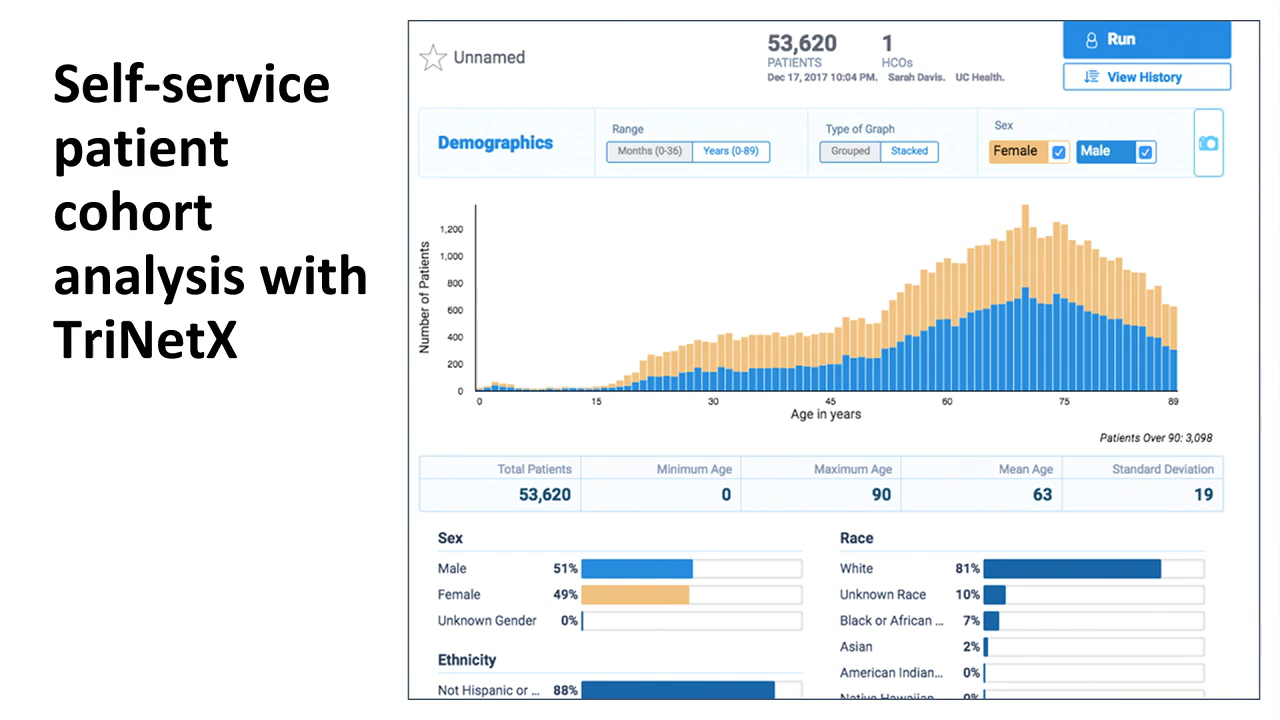 Self-service
patient
cohort
analysis with
TriNetX
Unnamed
53,620
PATIENTS
1
HCOs
Dec 17, 2017 10:04 PM. Sarah Davis. UC Health.
Run
View History
Demographics
Range
Months (0-36) Years (0-89)
Type of Graph
Grouped Stacked
Sex
Female Male
Number of Patients
1,200
1,000
800
600
400
200
0
0 15 30 45 60 75 89
Age in years
Patients Over 90: 3,098
Total Patients Minimum Age Maximum Age Mean Age Standard Deviation
53,620 0 90 63 19
Sex
Male 51%
Female 49%
Unknown Gender 0%
Ethnicity
Not Hispanic or ... 88%
Race
White 81%
Unknown Race 10%
Black or African ... 7%
Asian 2%
American Indian... 0%
Native Hawaiian 0%